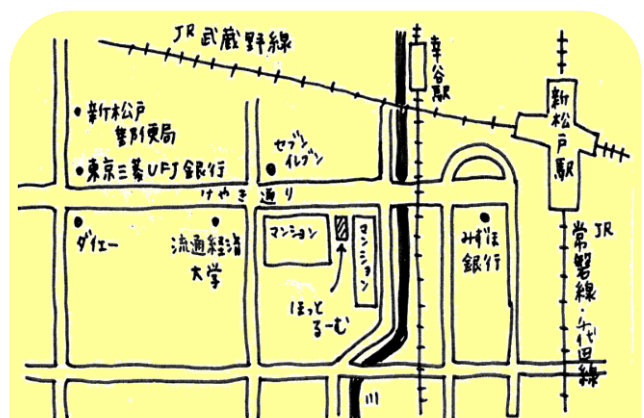 JR武蔵野線
幸谷駅
新松戸駅
新松戸
郵便局
東京三菱UFJ銀行
セブン
イレブン
けやき通り
ダイエー
流通経済
大学
マンション
マンション
ほっと
るーむ
みずほ
銀行
JR
常磐線・千代田線
川